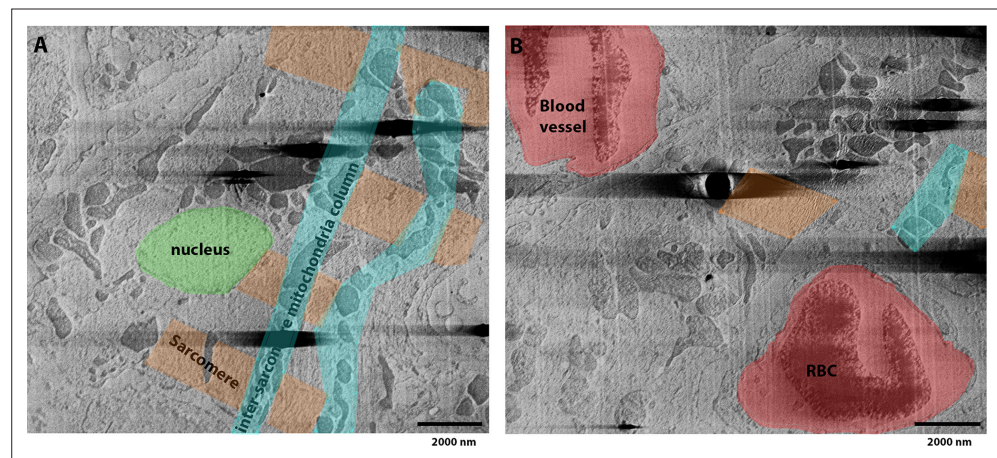 A
nucleus
inter-sarcomere mitochondria column
Sarcomere
2000 nm
B
Blood
vessel
RBC
2000 nm